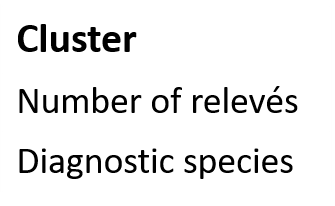 Cluster
Number of relevés
Diagnostic species